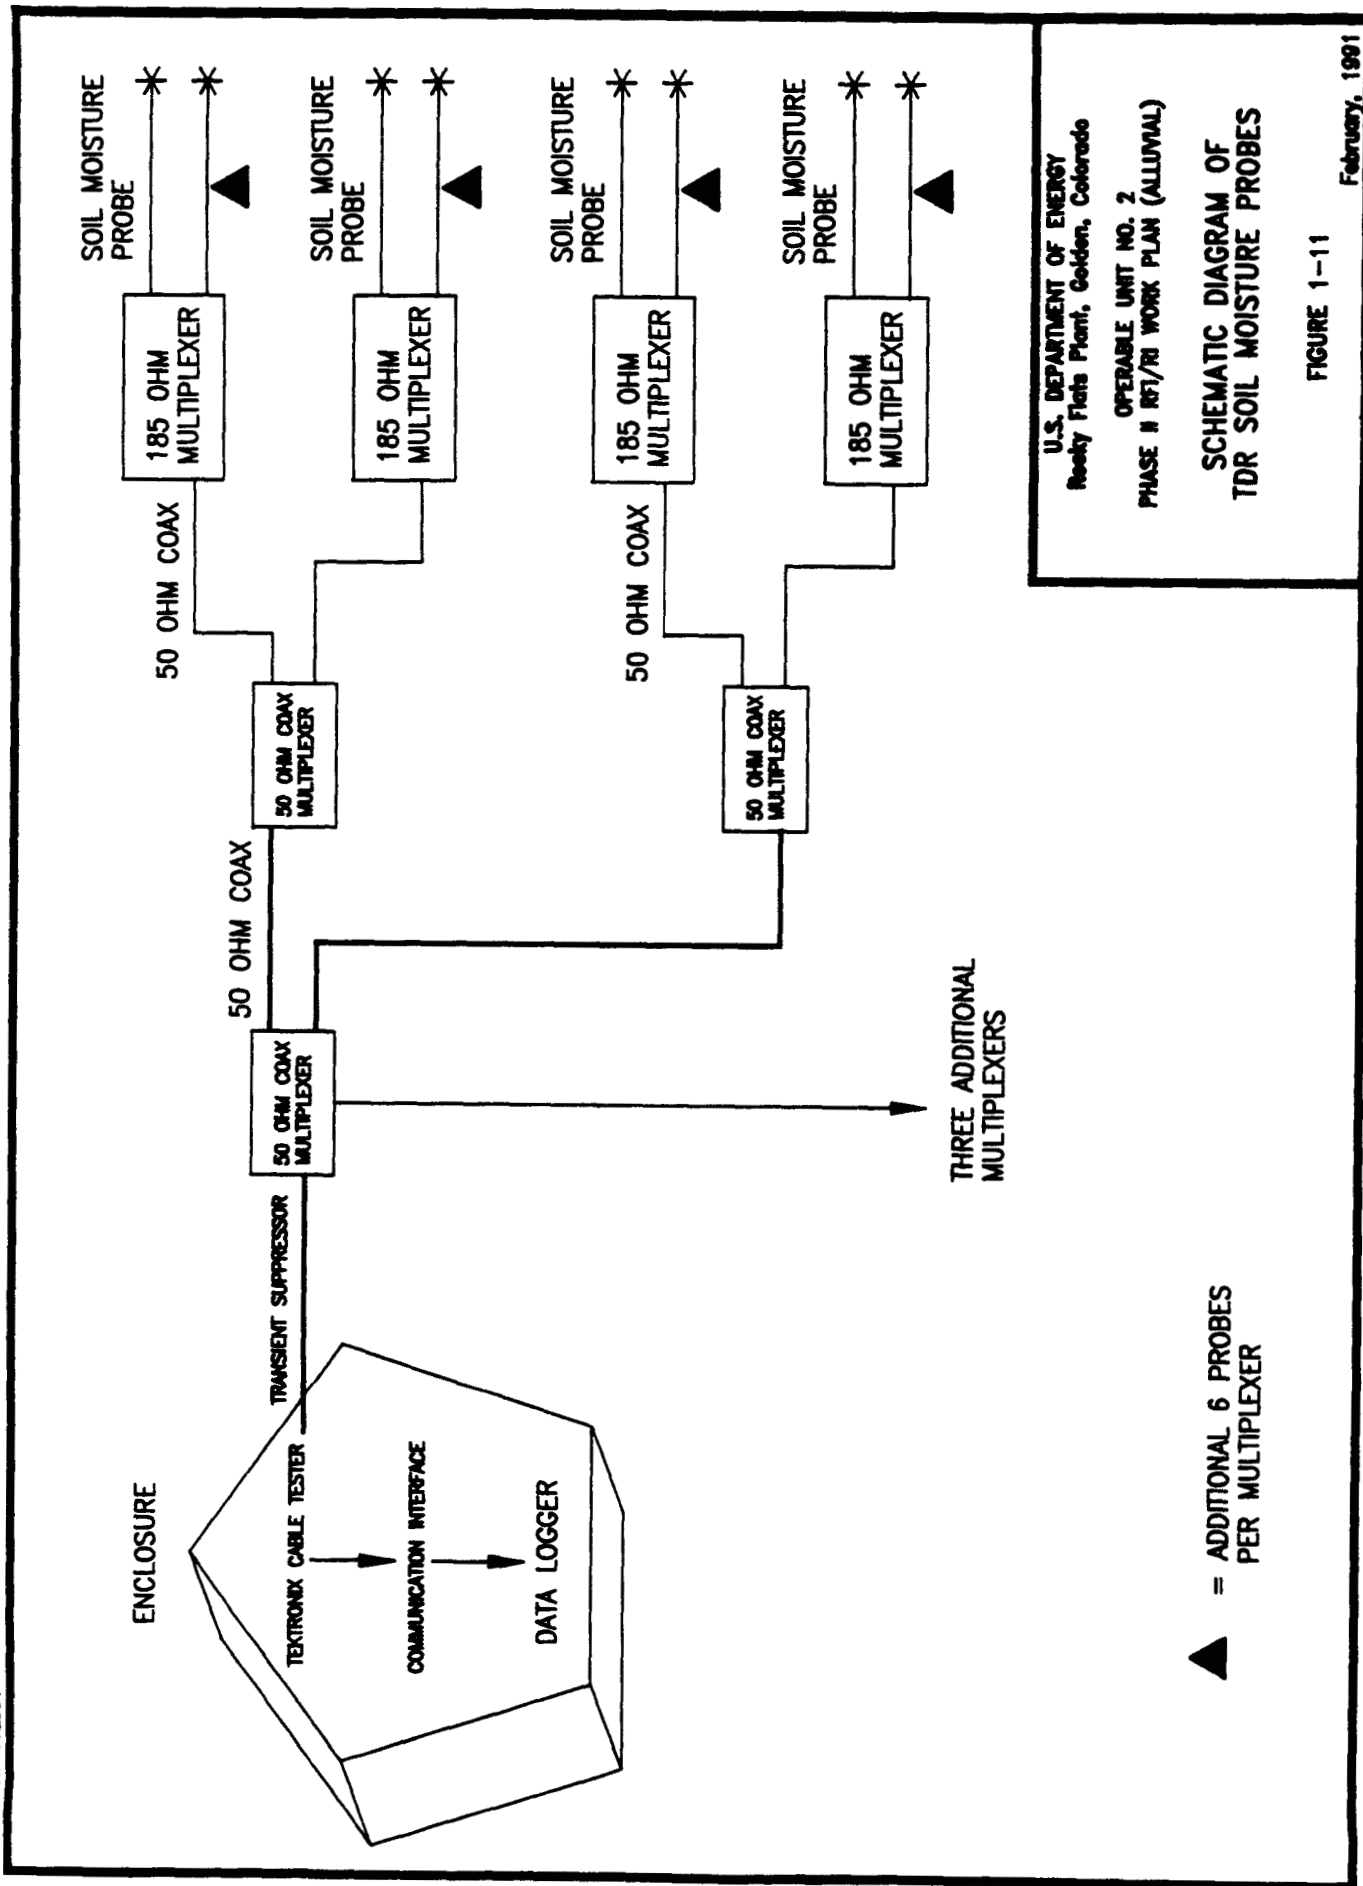 ENCLOSURE
TEKTRONIX CABLE TESTER
COMMUNICATION INTERFACE
DATA LOGGER
TRANSIENT SUPPRESSOR
50 OHM COAX
MULTIPLEXER
50 OHM COAX
50 OHM COAX
MULTIPLEXER
50 OHM COAX
185 OHM
MULTIPLEXER
SOIL MOISTURE
PROBE
185 OHM
MULTIPLEXER
SOIL MOISTURE
PROBE
50 OHM COAX
MULTIPLEXER
50 OHM COAX
185 OHM
MULTIPLEXER
SOIL MOISTURE
PROBE
185 OHM
MULTIPLEXER
SOIL MOISTURE
PROBE
THREE ADDITIONAL
MULTIPLEXERS
= ADDITIONAL 6 PROBES
PER MULTIPLEXER
U.S. DEPARTMENT OF ENERGY
Rocky Flats Plant, Golden, Colorado
OPERABLE UNIT NO. 2
PHASE II RFI/RI WORK PLAN (ALLUVIAL)
SCHEMATIC DIAGRAM OF
TDR SOIL MOISTURE PROBES
FIGURE 1-11
February, 1991